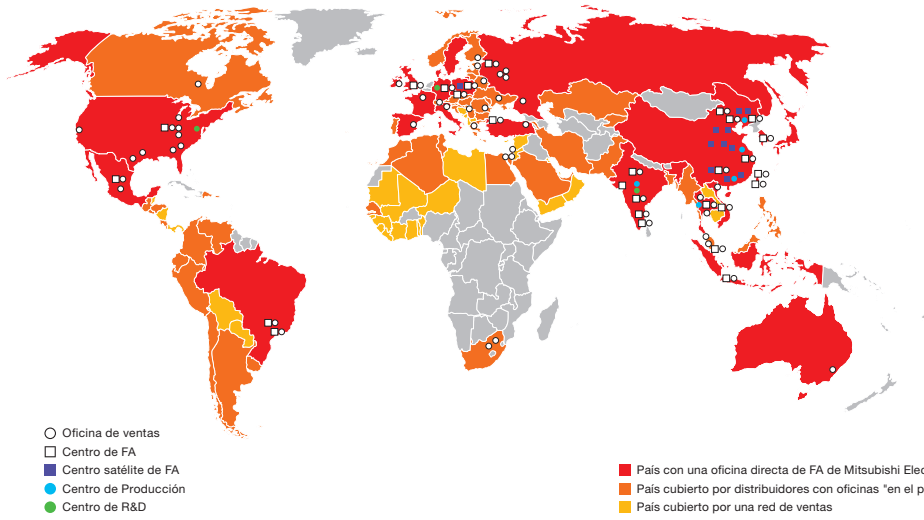 Oficina de ventas
Centro de FA
Centro satélite de FA
Centro de Producción
Centro de R&D
País con una oficina directa de FA de Mitsubishi Elec
País cubierto por distribuidores con oficinas "en el p
País cubierto por una red de ventas